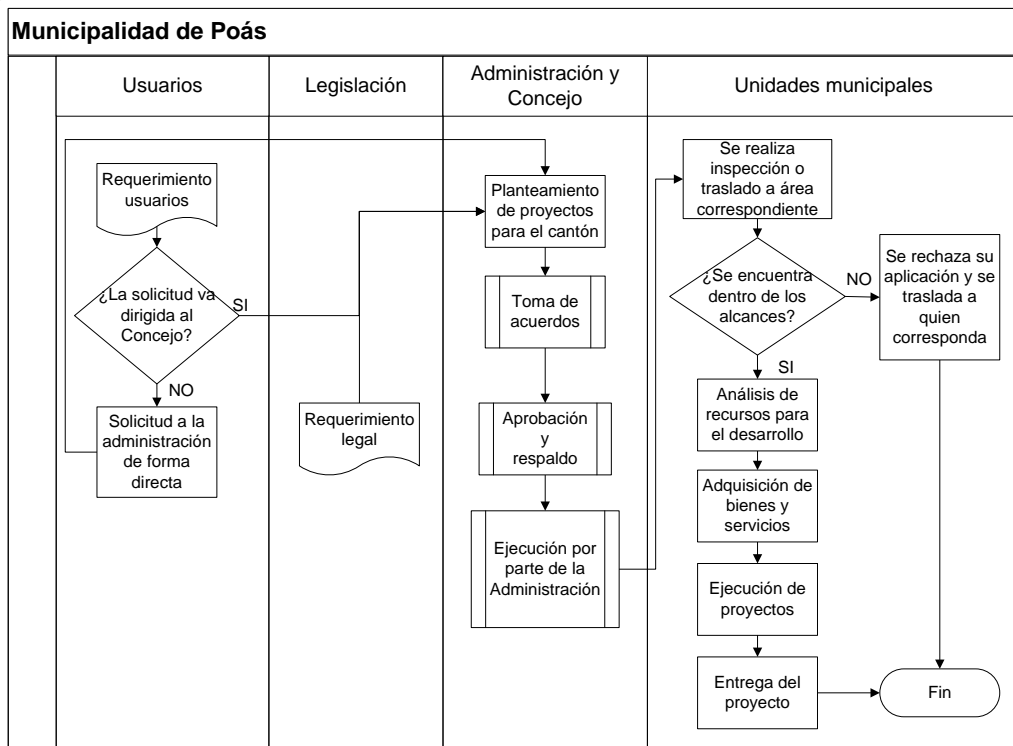 Municipalidad de Poás
Usuarios
Legislación
Administración y
Concejo
Unidades municipales
Requerimiento
usuarios
¿La solicitud va
dirigida al
Concejo?
SI
NO
Solicitud a la
administración
de forma
directa
Requerimiento
legal
Planteamiento
de proyectos
para el cantón
Toma de
acuerdos
Aprobación
y
respaldo
Ejecución por
parte de la
Administración
Se realiza
inspección o
traslado a área
correspondiente
¿Se encuentra
dentro de los
alcances?
NO
Se rechaza su
aplicación y se
traslada a
quien
corresponda
SI
Análisis de
recursos para
el desarrollo
Adquisición de
bienes y
servicios
Ejecución de
proyectos
Entrega del
proyecto
Fin